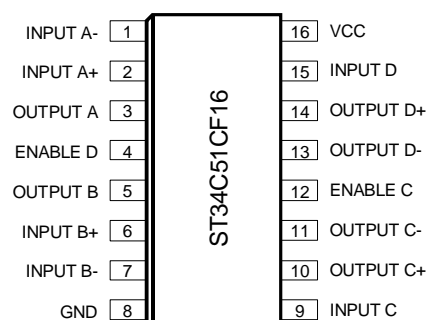 INPUT A- 1
INPUT A+ 2
OUTPUT A 3
ENABLE D 4
OUTPUT B 5
INPUT B+ 6
INPUT B- 7
GND 8
ST34C51CF16
16 VCC
15 INPUT D
14 OUTPUT D+
13 OUTPUT D-
12 ENABLE C
11 OUTPUT C-
10 OUTPUT C+
9 INPUT C